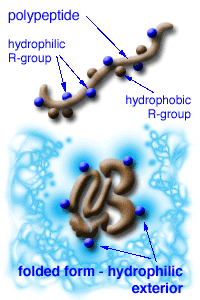 polypeptide
hydrophilic
R-group
hydrophobic
R-group
folded form - hydrophilic
exterior